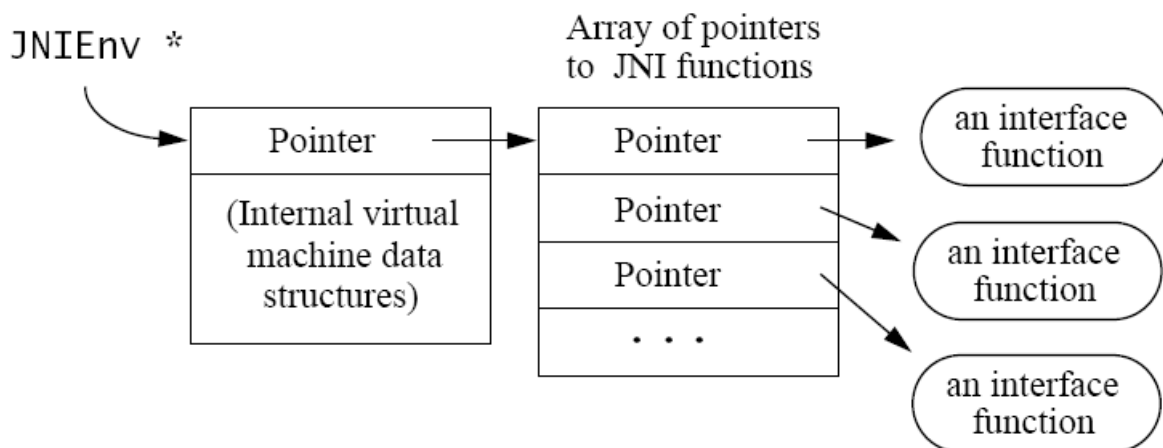 JNIEnv *
Array of pointers
to JNI functions
Pointer
(Internal virtual
machine data
structures)
Pointer
Pointer
Pointer
. . .
an interface
function
an interface
function
an interface
function